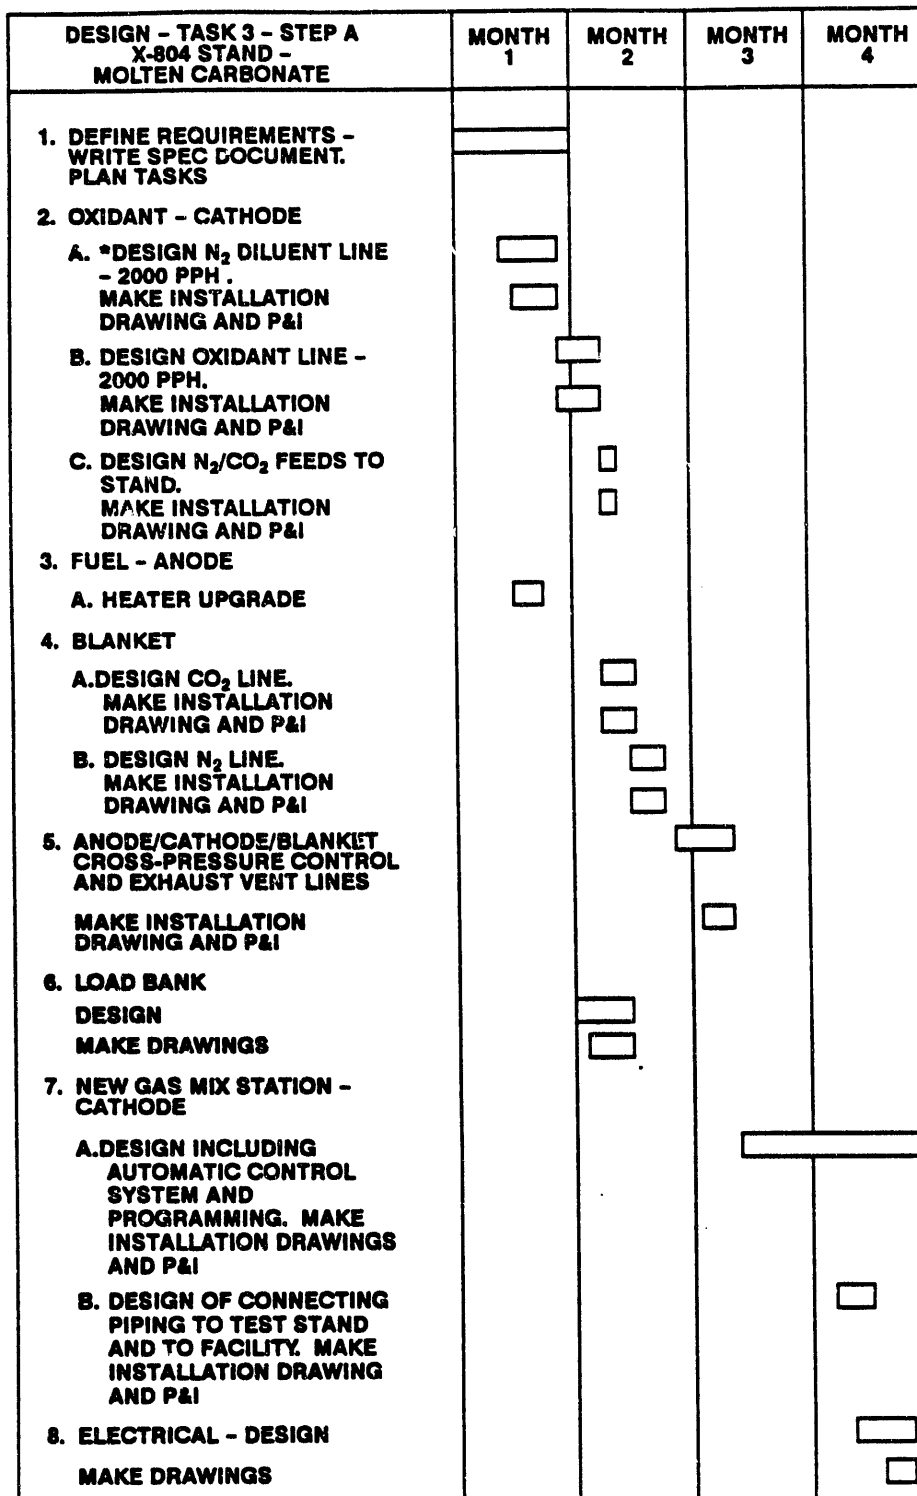 DESIGN – TASK 3 – STEP A
X-804 STAND –
MOLTEN CARBONATE
MONTH
1
MONTH
2
MONTH
3
MONTH
4
1. DEFINE REQUIREMENTS –
WRITE SPEC DOCUMENT.
PLAN TASKS
2. OXIDANT – CATHODE
A. *DESIGN N₂ DILUENT LINE
– 2000 PPH .
MAKE INSTALLATION
DRAWING AND P&I
B. DESIGN OXIDANT LINE –
2000 PPH.
MAKE INSTALLATION
DRAWING AND P&I
C. DESIGN N₂/CO₂ FEEDS TO
STAND.
MAKE INSTALLATION
DRAWING AND P&I
3. FUEL – ANODE
A. HEATER UPGRADE
4. BLANKET
A.DESIGN CO₂ LINE.
MAKE INSTALLATION
DRAWING AND P&I
B. DESIGN N₂ LINE.
MAKE INSTALLATION
DRAWING AND P&I
5. ANODE/CATHODE/BLANKET
CROSS-PRESSURE CONTROL
AND EXHAUST VENT LINES
MAKE INSTALLATION
DRAWING AND P&I
6. LOAD BANK
DESIGN
MAKE DRAWINGS
7. NEW GAS MIX STATION –
CATHODE
A.DESIGN INCLUDING
AUTOMATIC CONTROL
SYSTEM AND
PROGRAMMING. MAKE
INSTALLATION DRAWINGS
AND P&I
B. DESIGN OF CONNECTING
PIPING TO TEST STAND
AND TO FACILITY. MAKE
INSTALLATION DRAWING
AND P&I
8. ELECTRICAL – DESIGN
MAKE DRAWINGS